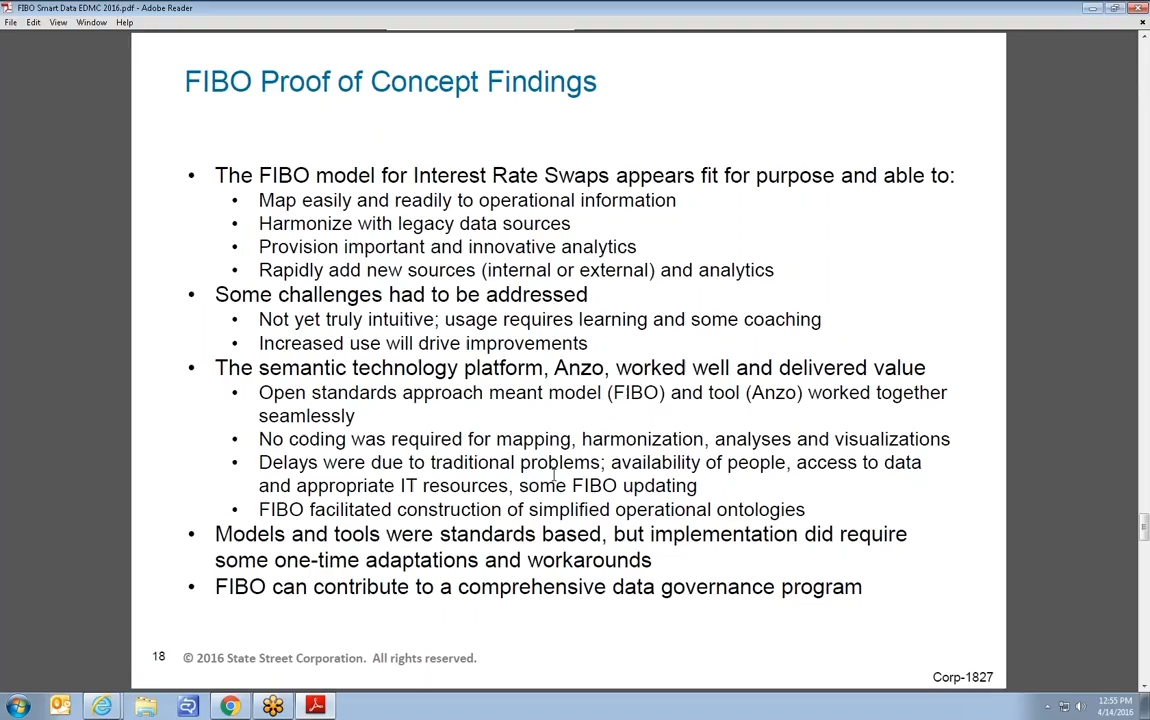 FIBO Smart Data EDMC 2016.pdf - Adobe Reader
File Edit View Window Help
FIBO Proof of Concept Findings
• The FIBO model for Interest Rate Swaps appears fit for purpose and able to:
• Map easily and readily to operational information
• Harmonize with legacy data sources
• Provision important and innovative analytics
• Rapidly add new sources (internal or external) and analytics
• Some challenges had to be addressed
• Not yet truly intuitive; usage requires learning and some coaching
• Increased use will drive improvements
• The semantic technology platform, Anzo, worked well and delivered value
• Open standards approach meant model (FIBO) and tool (Anzo) worked together
seamlessly
• No coding was required for mapping, harmonization, analyses and visualizations
• Delays were due to traditional problems; availability of people, access to data
and appropriate IT resources, some FIBO updating
• FIBO facilitated construction of simplified operational ontologies
• Models and tools were standards based, but implementation did require
some one-time adaptations and workarounds
• FIBO can contribute to a comprehensive data governance program
18 © 2016 State Street Corporation. All rights reserved.
Corp-1827
12:55 PM
4/14/2016